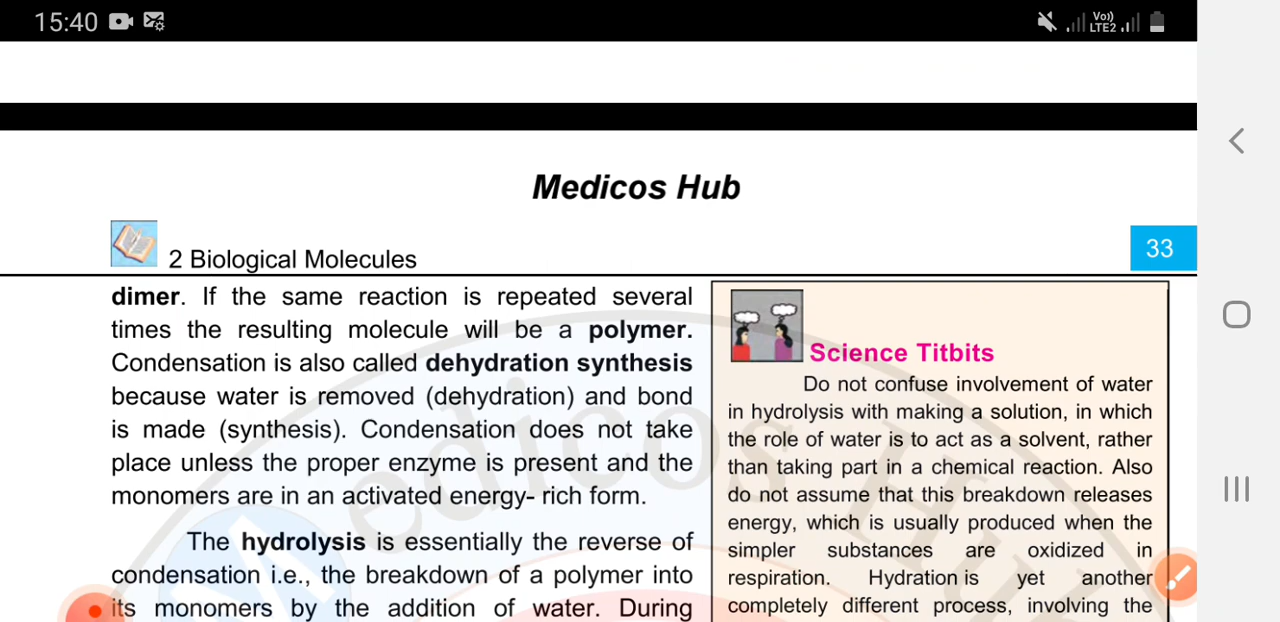 15:40
Vo))
LTE2
Medicos Hub
2 Biological Molecules
33
dimer. If the same reaction is repeated several
times the resulting molecule will be a polymer.
Condensation is also called dehydration synthesis
because water is removed (dehydration) and bond
is made (synthesis). Condensation does not take
place unless the proper enzyme is present and the
monomers are in an activated energy- rich form.
The hydrolysis is essentially the reverse of
condensation i.e., the breakdown of a polymer into
its monomers by the addition of water. During
Science Titbits
Do not confuse involvement of water
in hydrolysis with making a solution, in which
the role of water is to act as a solvent, rather
than taking part in a chemical reaction. Also
do not assume that this breakdown releases
energy, which is usually produced when the
simpler substances are oxidized in
respiration. Hydration is yet another
completely different process, involving the
Medicos Hub